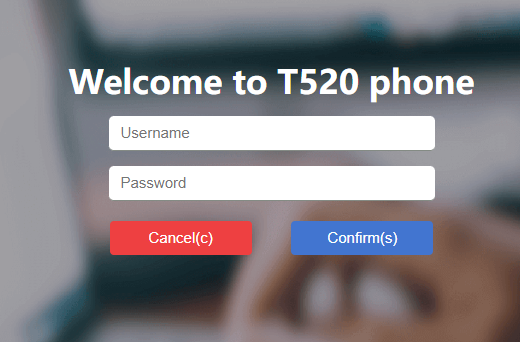 Welcome to T520 phone
Username
Password
Cancel(c) Confirm(s)